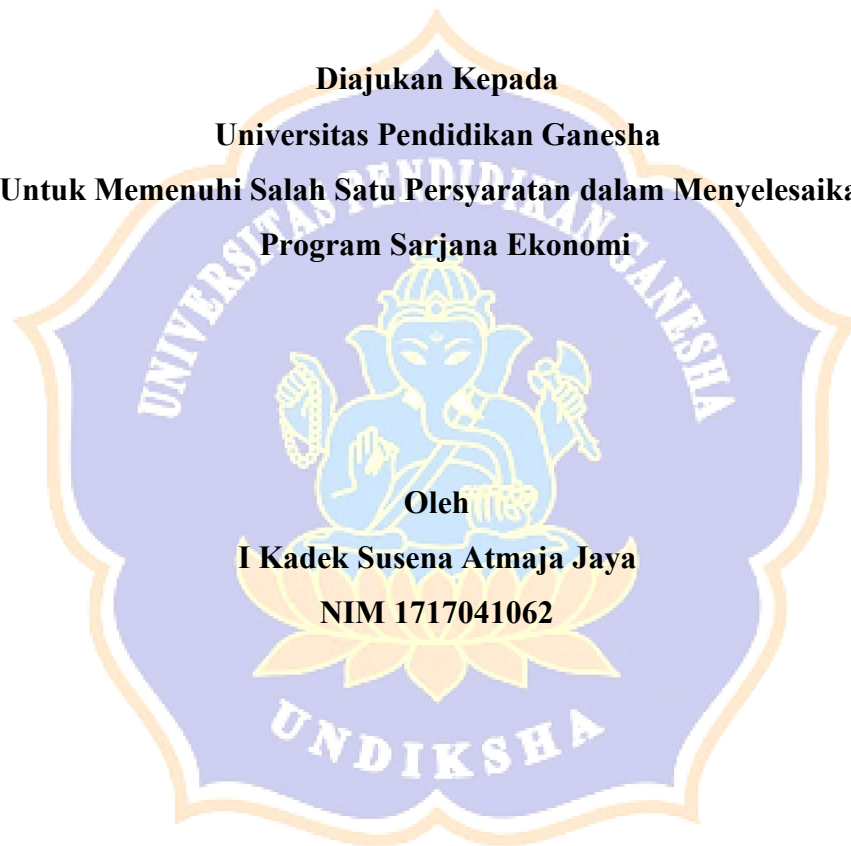 Diajukan Kepada
Universitas Pendidikan Ganesha
Untuk Memenuhi Salah Satu Persyaratan dalam Menyelesaika
Program Sarjana Ekonomi
UNIVERSITAS PENDIDIKAN GANESHA
Oleh
I Kadek Susena Atmaja Jaya
NIM 1717041062
UNDIKSHA